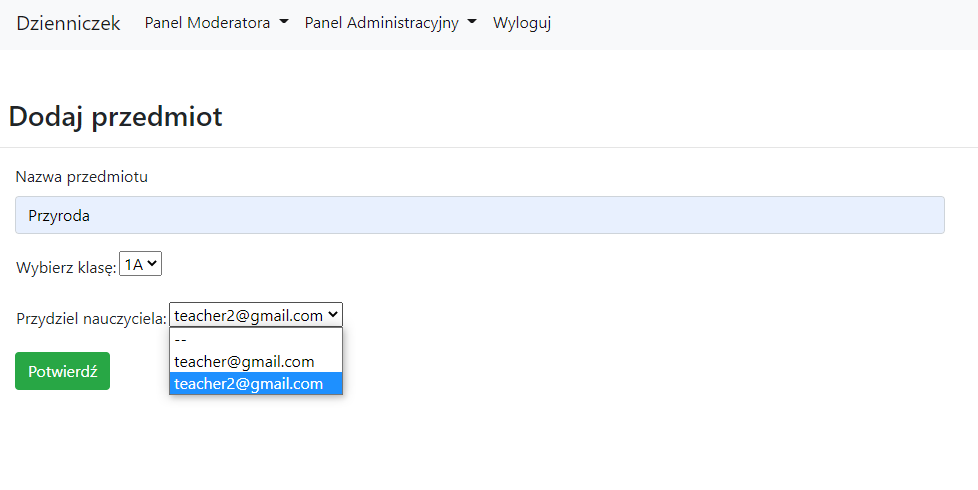 Dzienniczek Panel Moderatora Panel Administracyjny Wyloguj
Dodaj przedmiot
Nazwa przedmiotu
Przyroda
Wybierz klasę: 1A
Przydziel nauczyciela: teacher2@gmail.com
--
teacher@gmail.com
teacher2@gmail.com
Potwierdź